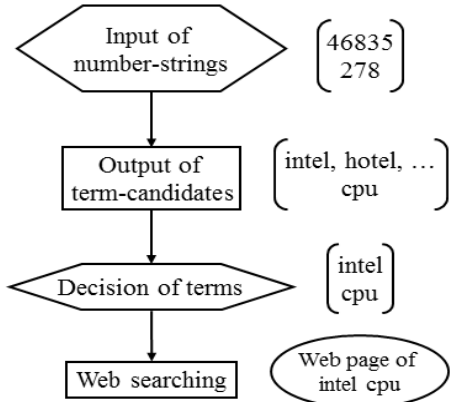 Input of
number-strings
46835
278
Output of
term-candidates
intel, hotel, …
cpu
Decision of terms
intel
cpu
Web searching
Web page of
intel cpu